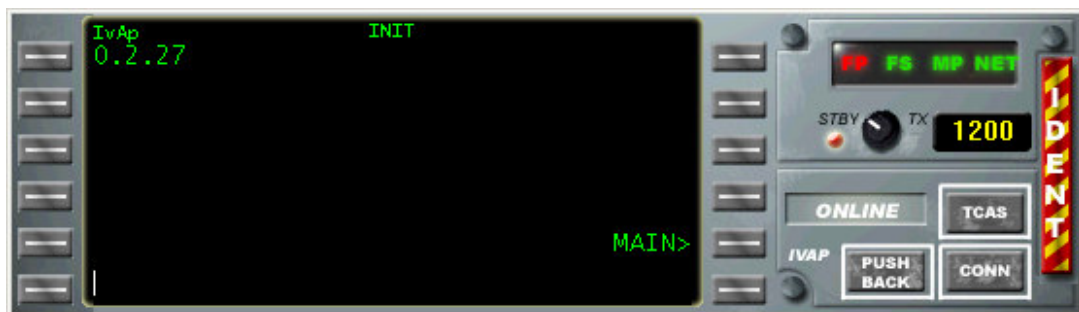 IvAp
INIT
0.2.27
MAIN>
FP FS MP NET
STBY
TX
1200
IDENT
ONLINE
TCAS
IVAP
PUSH
BACK
CONN